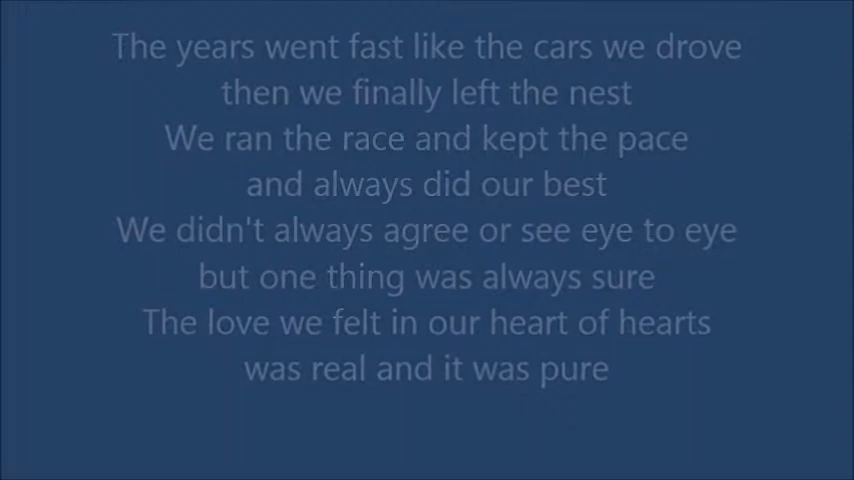 The years went fast like the cars we drove
then we finally left the nest
We ran the race and kept the pace
and always did our best
We didn't always agree or see eye to eye
but one thing was always sure
The love we felt in our heart of hearts
was real and it was pure